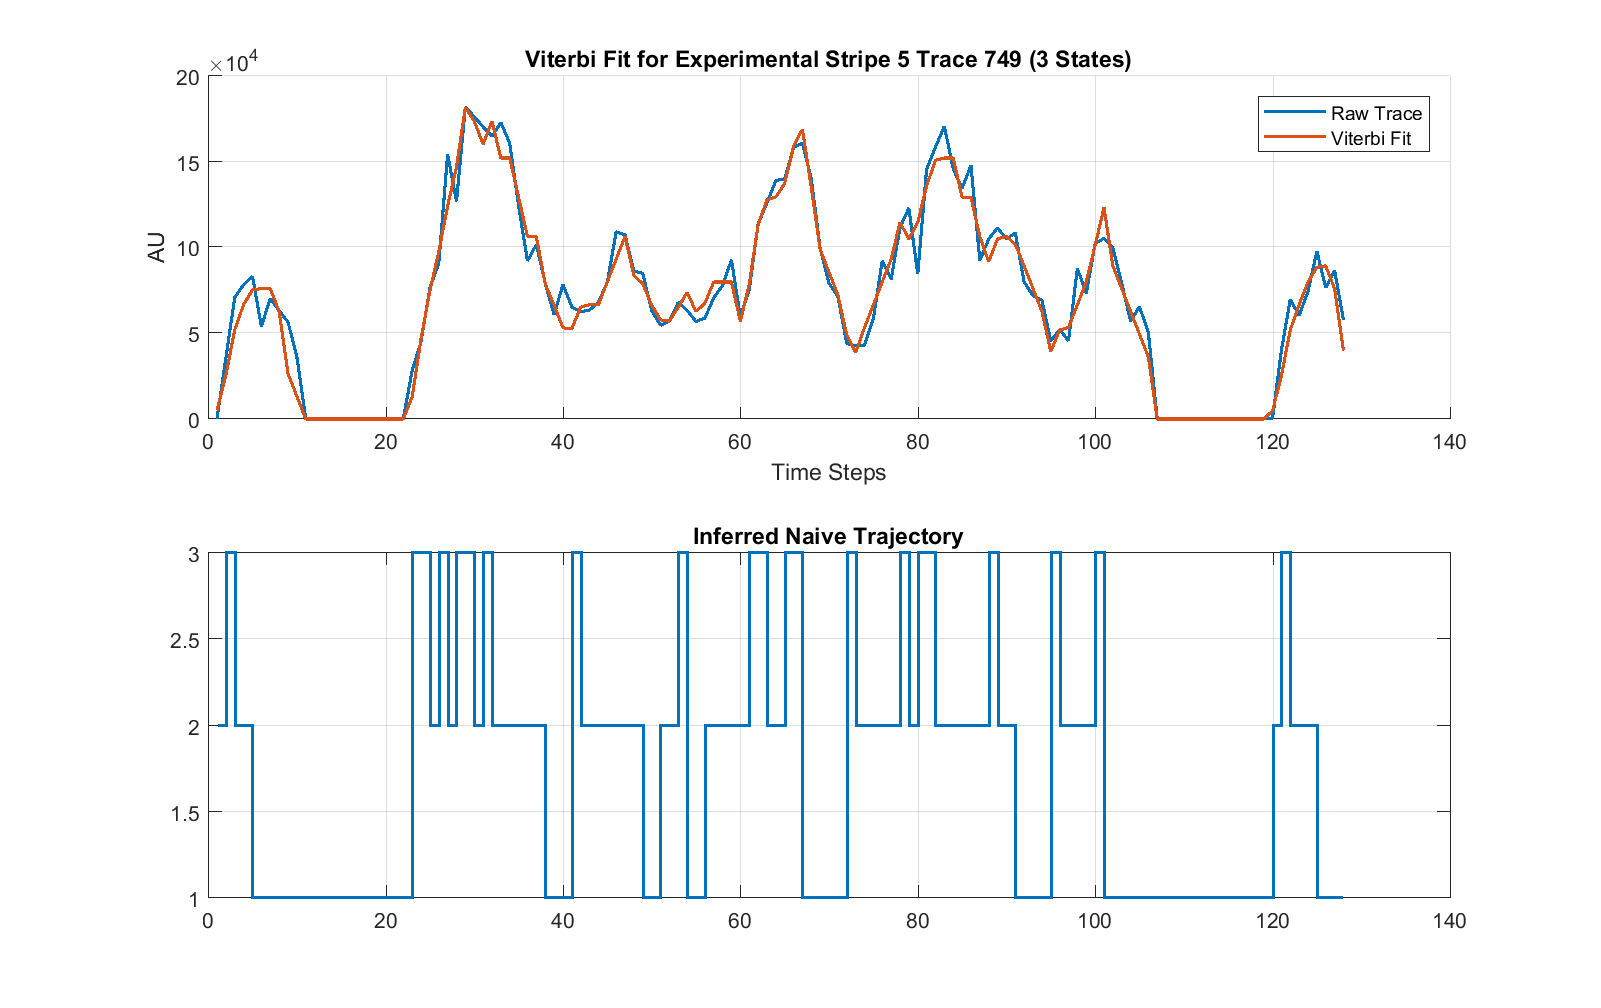 Viterbi Fit for Experimental Stripe 5 Trace 749 (3 States)
×10⁴
20
15
10
5
0
AU
Raw Trace
Viterbi Fit
0 20 40 60 80 100 120 140
Time Steps
Inferred Naive Trajectory
3
2.5
2
1.5
1
0 20 40 60 80 100 120 140